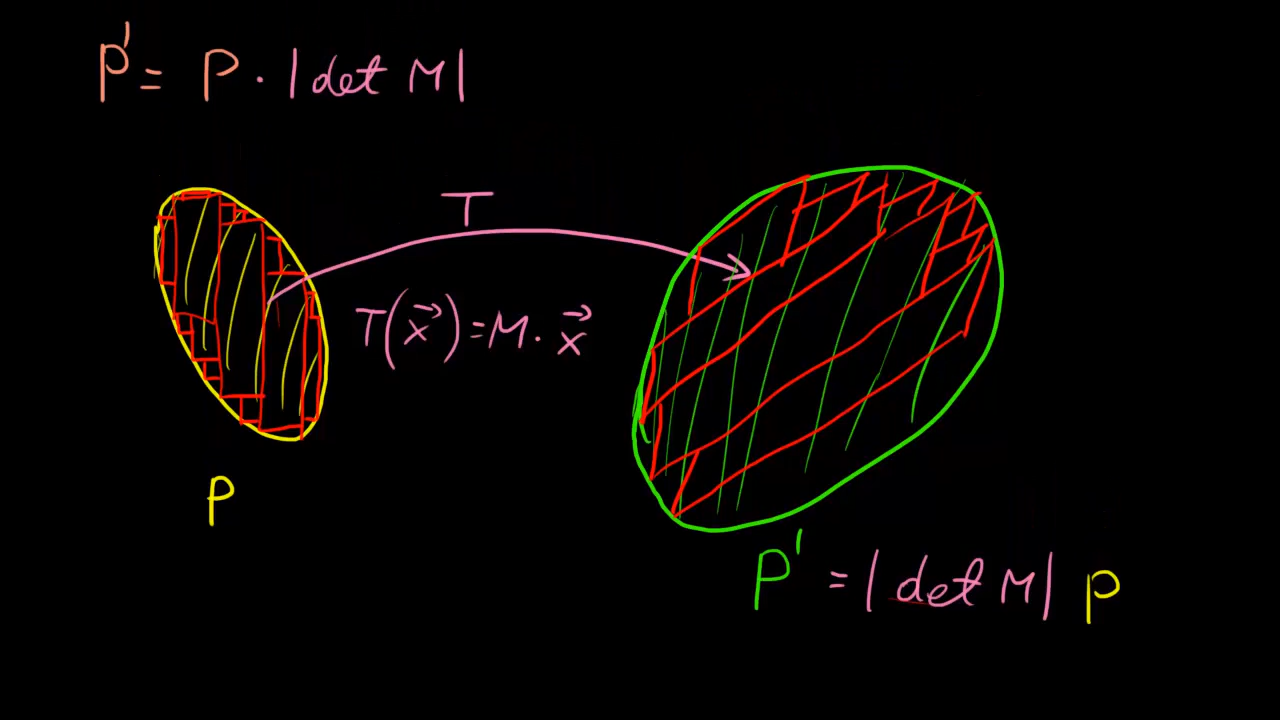 P' = P · |det M|
T
T(x⃗) = M · x⃗
P
P' = |det M| P